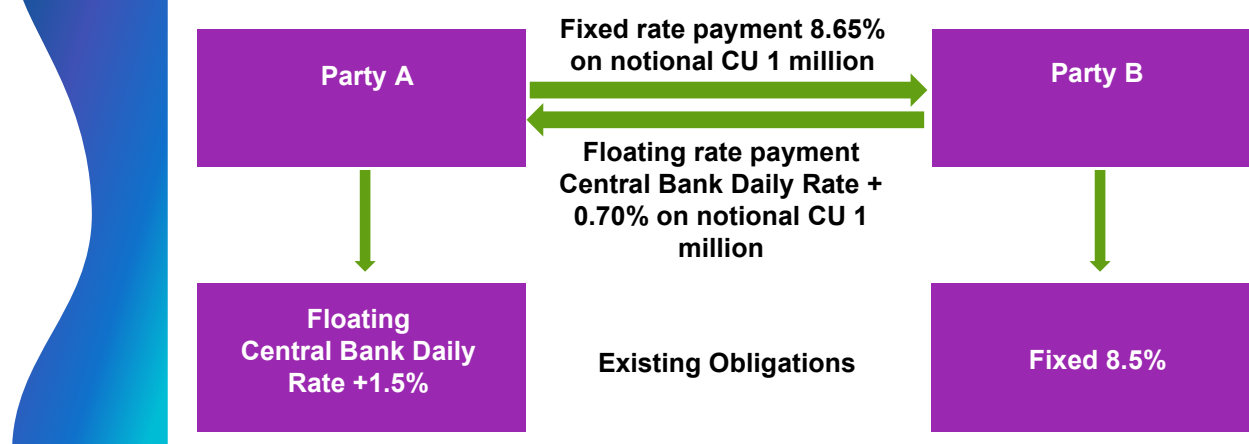 Fixed rate payment 8.65%
on notional CU 1 million
Party A
Party B
Floating rate payment
Central Bank Daily Rate +
0.70% on notional CU 1
million
Floating
Central Bank Daily
Rate +1.5%
Existing Obligations
Fixed 8.5%